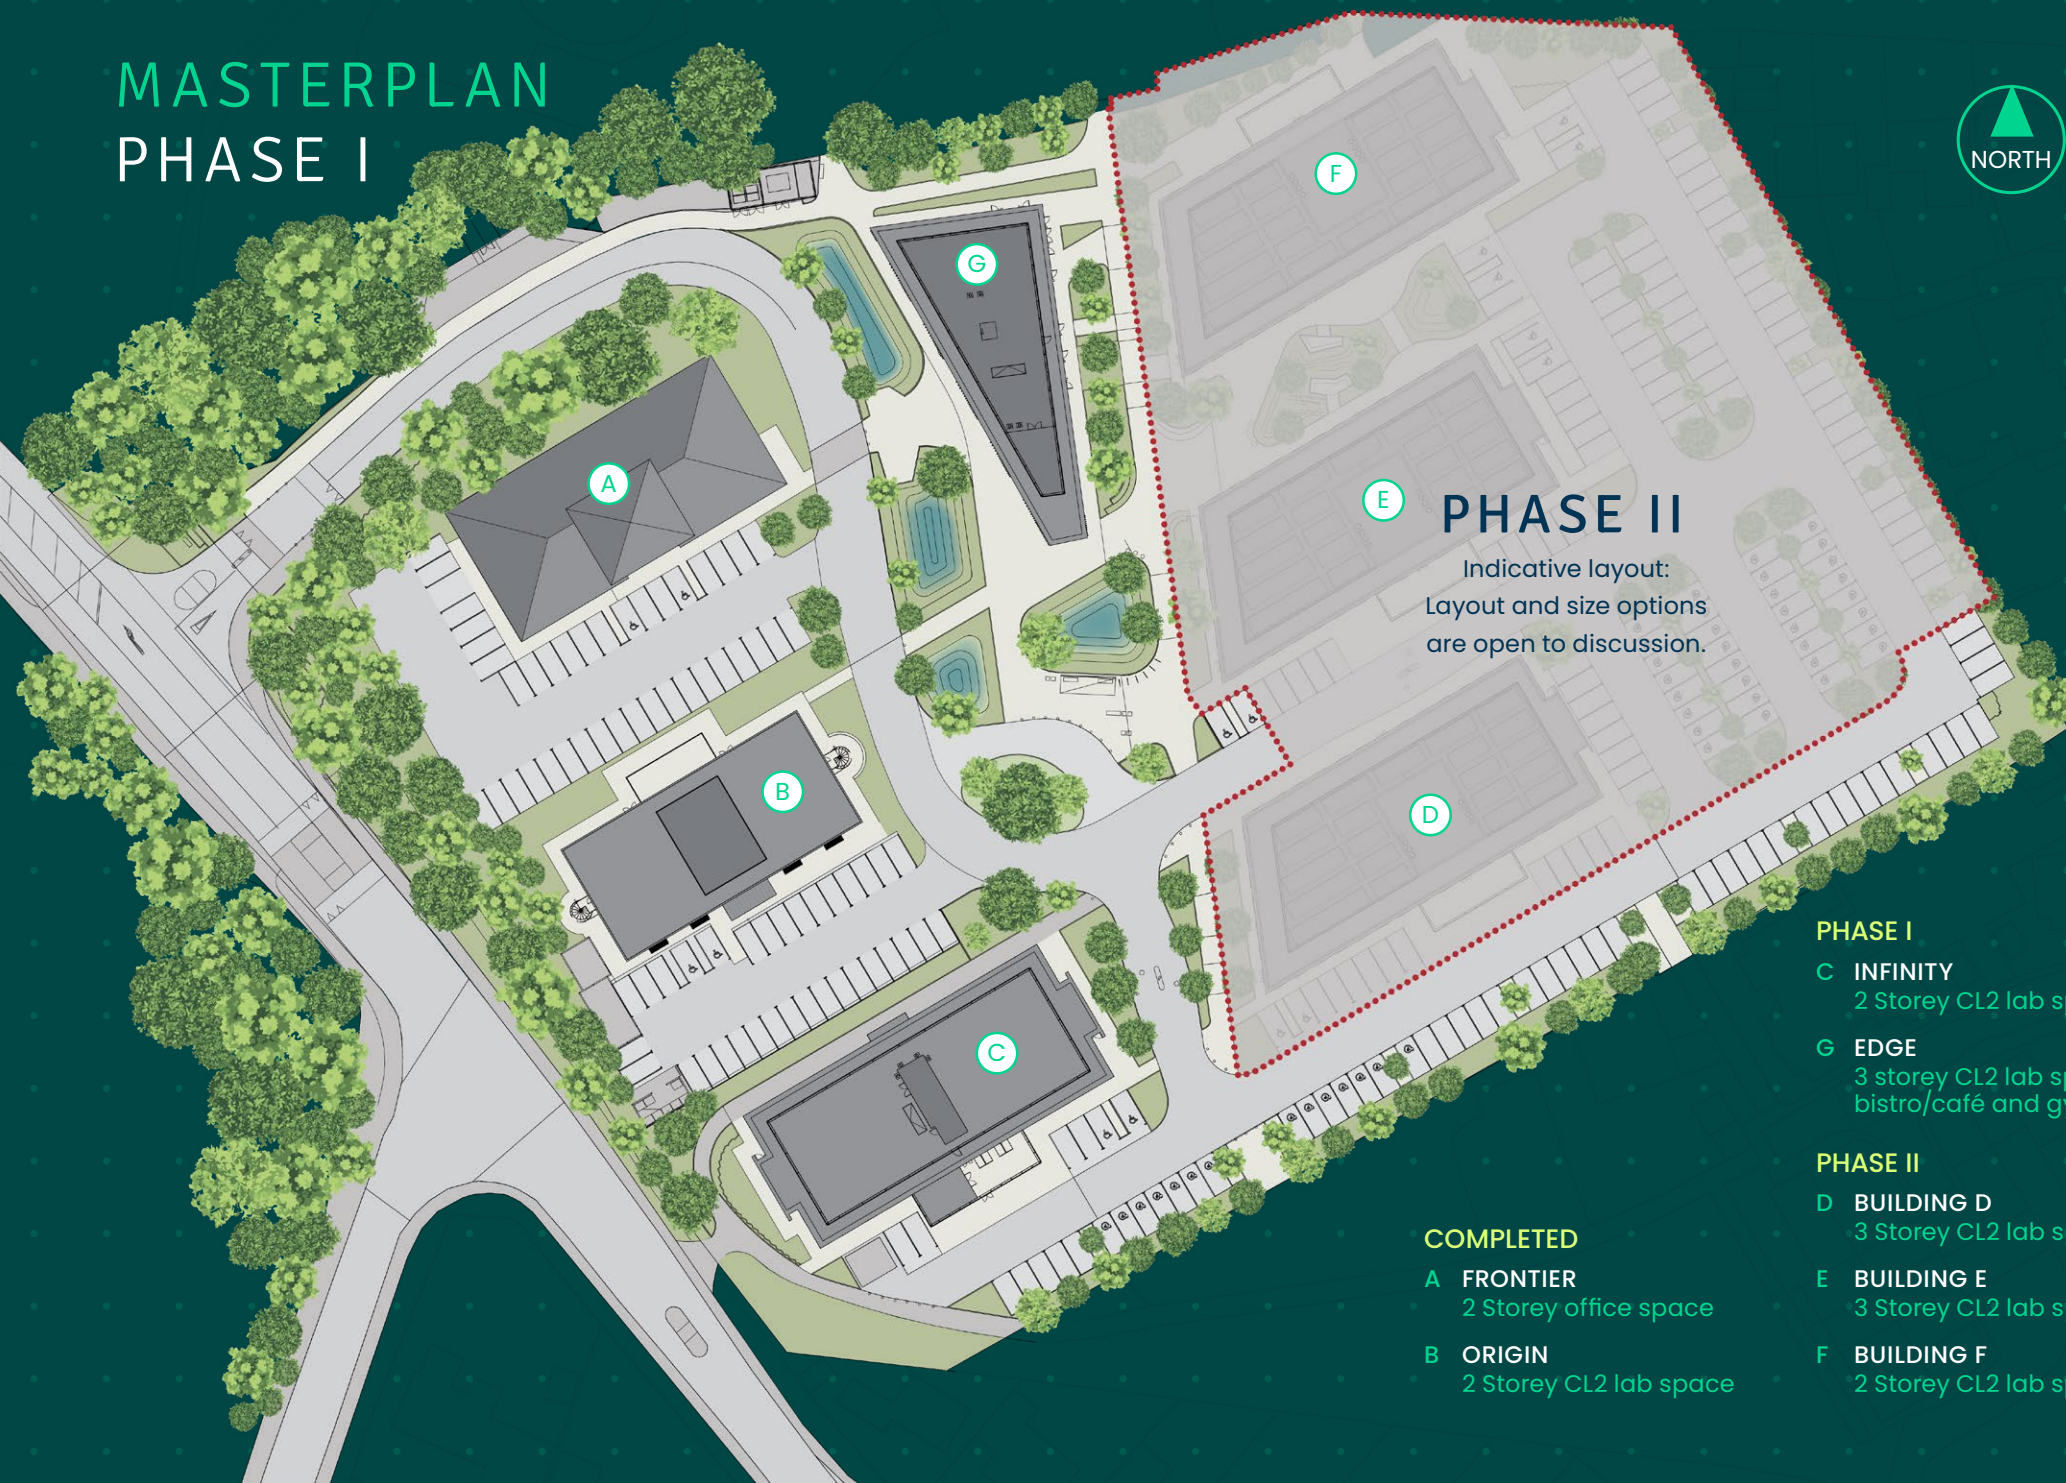 MASTERPLAN
PHASE I
NORTH
F
G
A
E
PHASE II
Indicative layout:
Layout and size options
are open to discussion.
B
D
C
COMPLETED
A FRONTIER
2 Storey office space
B ORIGIN
2 Storey CL2 lab space
PHASE I
C INFINITY
2 Storey CL2 lab
G EDGE
3 storey CL2 lab
bistro/café and
PHASE II
D BUILDING D
3 Storey CL2 lab
E BUILDING E
3 Storey CL2 lab
F BUILDING F
2 Storey CL2 lab